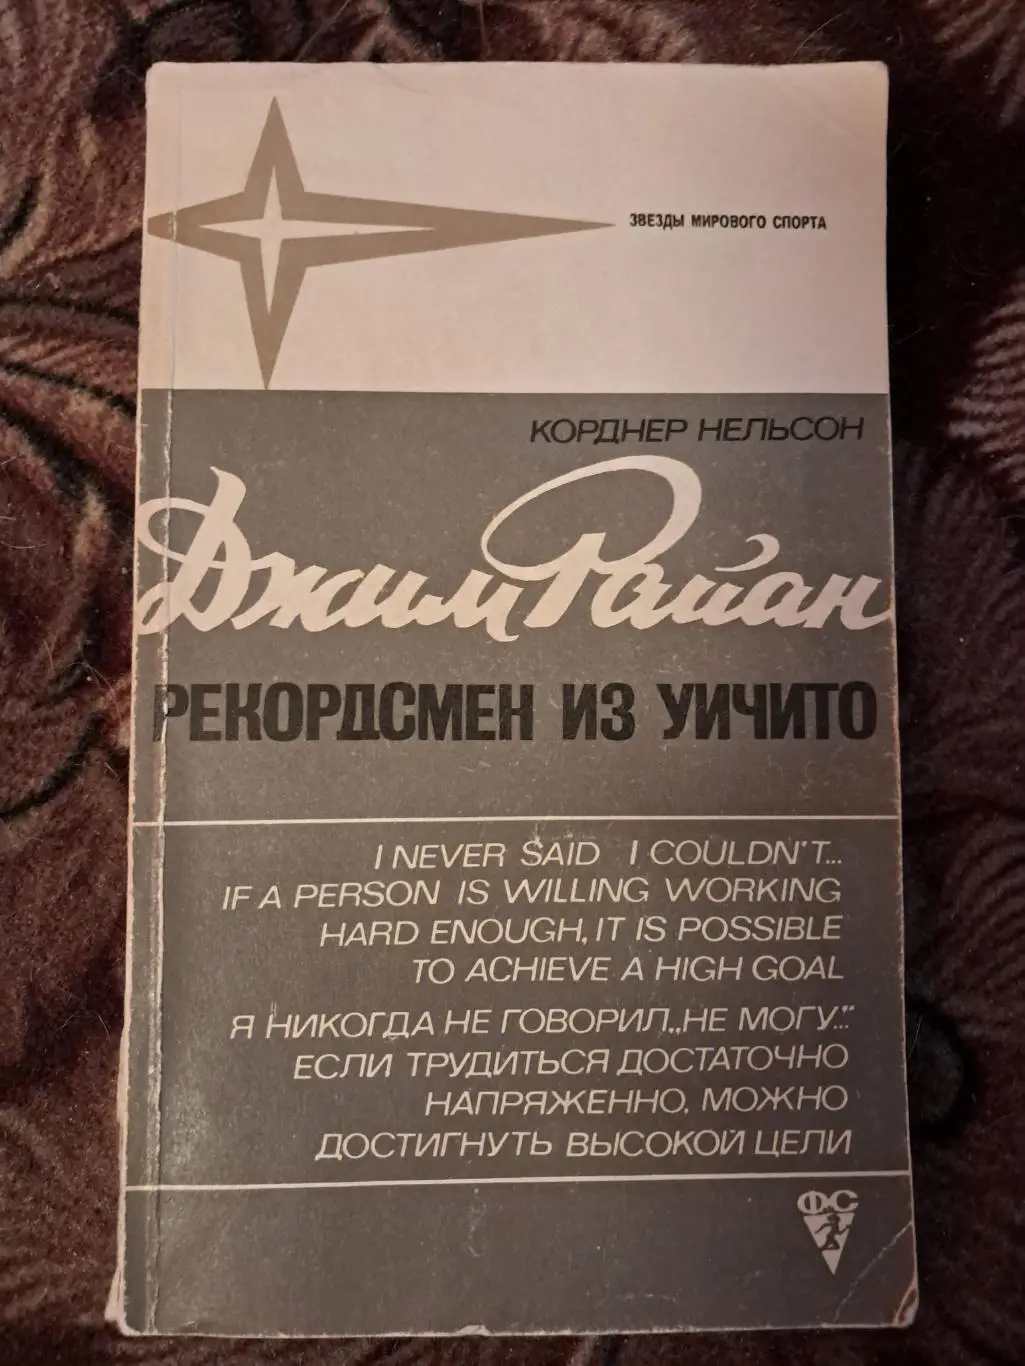 ЗВЕЗДЫ МИРОВОГО СПОРТА
КОРДНЕР НЕЛЬСОН
Джим Райан
РЕКОРДСМЕН ИЗ УИЧИТО
I NEVER SAID I COULDN'T...
IF A PERSON IS WILLING WORKING
HARD ENOUGH, IT IS POSSIBLE
TO ACHIEVE A HIGH GOAL
Я НИКОГДА НЕ ГОВОРИЛ „НЕ МОГУ..."
ЕСЛИ ТРУДИТЬСЯ ДОСТАТОЧНО
НАПРЯЖЕННО, МОЖНО
ДОСТИГНУТЬ ВЫСОКОЙ ЦЕЛИ
ФС